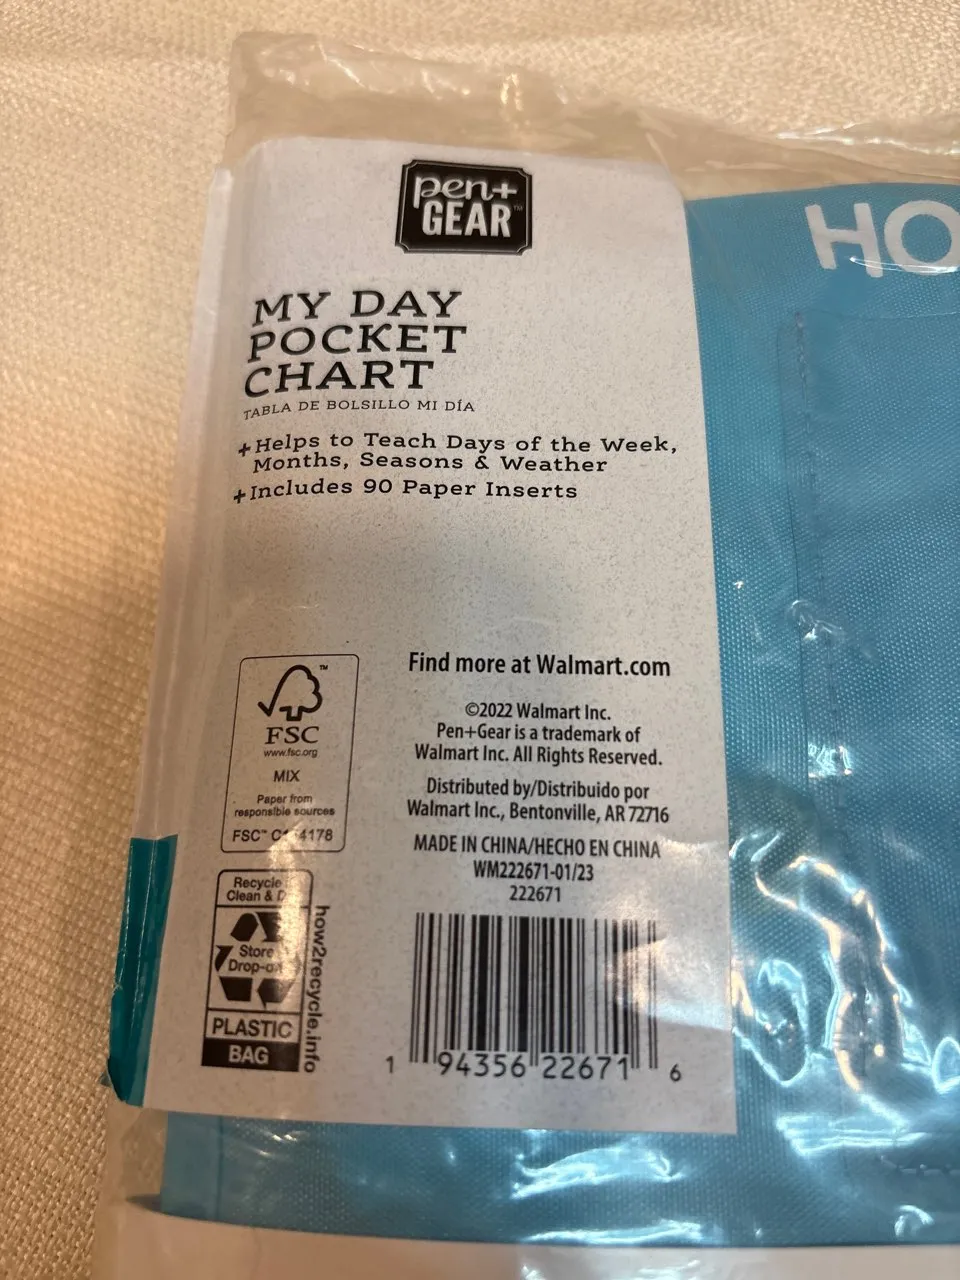 pen+
GEAR™
HO
MY DAY
POCKET
CHART
TABLA DE BOLSILLO MI DÍA
+Helps to Teach Days of the Week,
Months, Seasons & Weather
+Includes 90 Paper Inserts
™
FSC
www.fsc.org
MIX
Paper from
responsible sources
FSC™
Find more at Walmart.com
©2022 Walmart Inc.
Pen+Gear is a trademark of
Walmart Inc. All Rights Reserved.
Distributed by/Distribuido por
Walmart Inc., Bentonville, AR 72716
MADE IN CHINA/HECHO EN CHINA
WM222671-01/23
222671
Recycle
Clean &
Store
PLASTIC
BAG
how2recycle.info
1 94356 22671 6